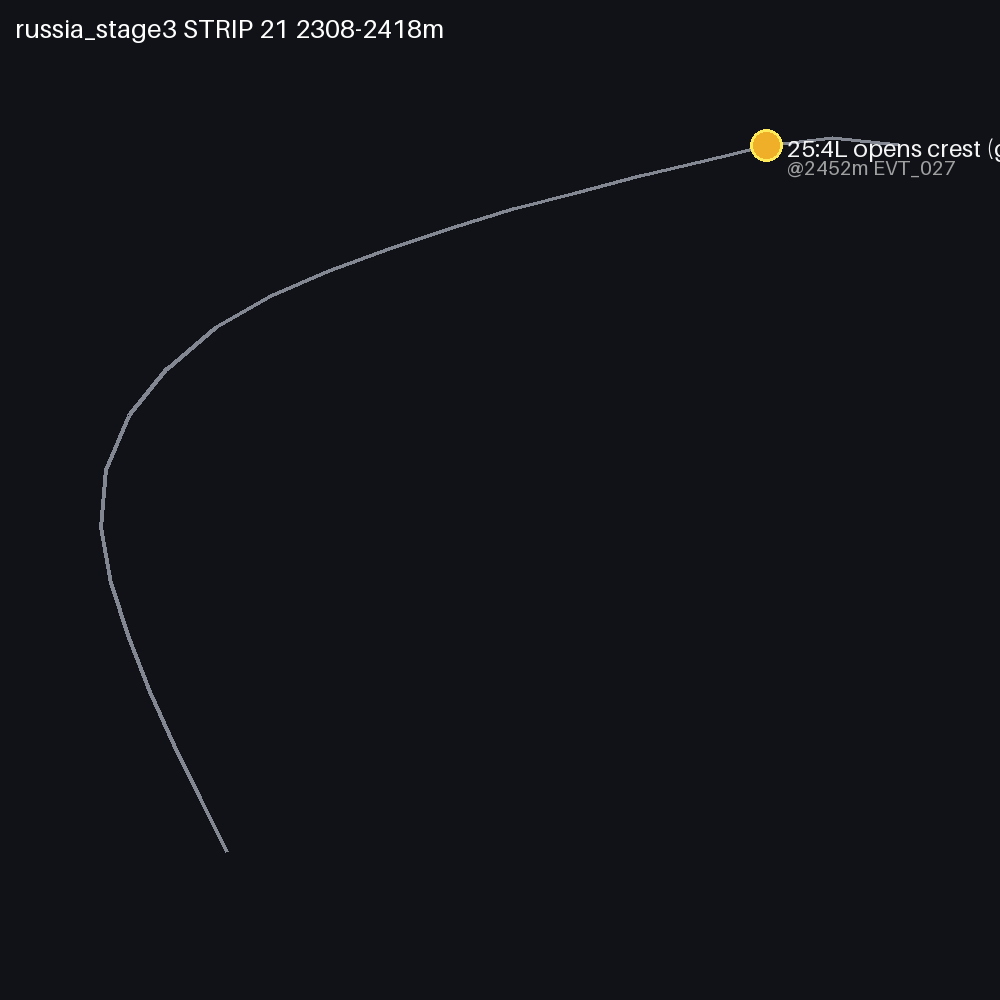 russia_stage3 STRIP 21 2308-2418m
25:4L opens crest (g
@2452m EVT_027